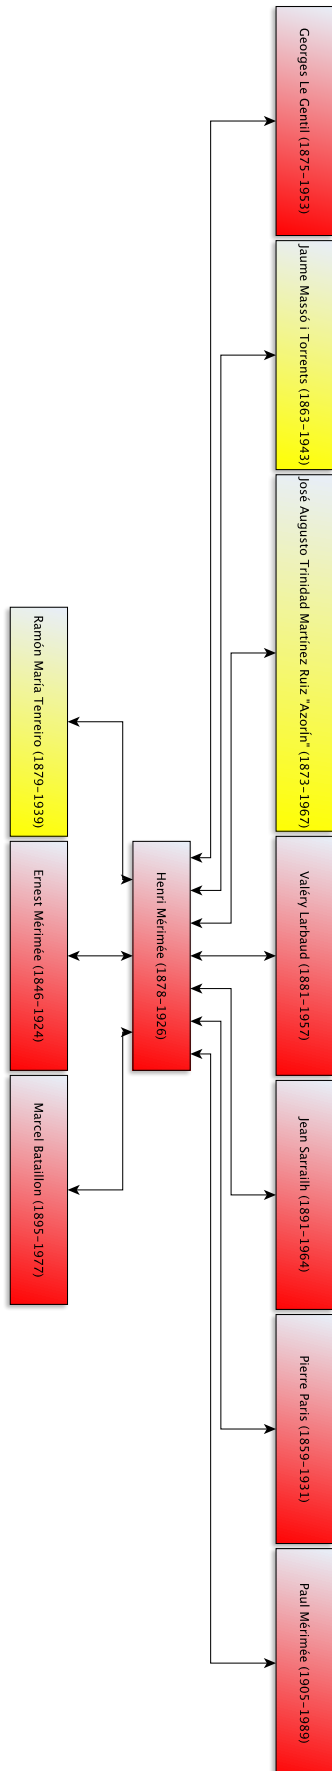 Georges Le Gentil (1875–1953)
Jaume Massó i Torrents (1863–1943)
José Augusto Trinidad Martínez Ruiz "Azorín" (1873–1967)
Valéry Larbaud (1881–1957)
Jean Sarrailh (1891–1964)
Pierre Paris (1859–1931)
Paul Mérimée (1905–1989)
Henri Mérimée (1878–1926)
Ramón María Tenreiro (1879–1939)
Ernest Mérimée (1846–1924)
Marcel Bataillon (1895–1977)